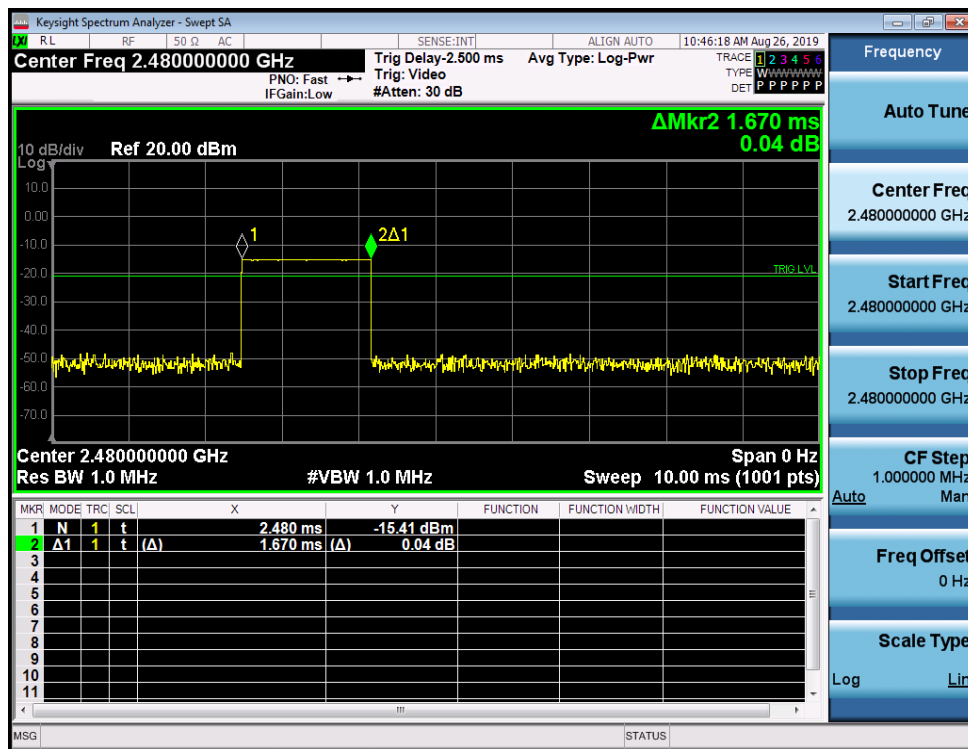 Keysight Spectrum Analyzer - Swept SA
LXI RL RF 50 Ω AC SENSE:INT ALIGN AUTO 10:46:18 AM Aug 26, 2019
Center Freq 2.480000000 GHz Trig Delay-2.500 ms Avg Type: Log-Pwr TRACE 1 2 3 4 5 6
PNO: Fast Trig: Video TYPE WWWWWW
IFGain:Low #Atten: 30 dB DET P P P P P P
ΔMkr2 1.670 ms
0.04 dB
10 dB/div Ref 20.00 dBm
Log
10.0
0.00
-10.0
-20.0
-30.0
-40.0
-50.0
-60.0
-70.0
1
2Δ1
TRIG LVL
Center 2.480000000 GHz Span 0 Hz
Res BW 1.0 MHz #VBW 1.0 MHz Sweep 10.00 ms (1001 pts)
MKR MODE TRC SCL X Y FUNCTION FUNCTION WIDTH FUNCTION VALUE
1 N 1 t 2.480 ms -15.41 dBm
2 Δ1 1 t (Δ) 1.670 ms (Δ) 0.04 dB
3
4
5
6
7
8
9
10
11
MSG STATUS
Frequency
Auto Tune
Center Freq
2.480000000 GHz
Start Freq
2.480000000 GHz
Stop Freq
2.480000000 GHz
CF Step
1.000000 MHz
Auto Man
Freq Offset
0 Hz
Scale Type
Log Lin